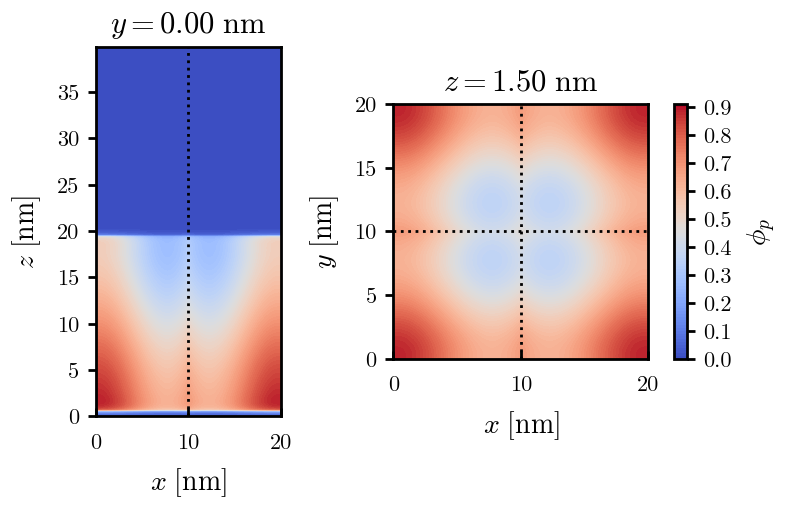 y = 0.00 nm
35
30
25
20
15
10
5
0
z [nm]
0 10 20
x [nm]
z = 1.50 nm
20
15
10
5
0
y [nm]
0 10 20
x [nm]
0.9
0.8
0.7
0.6
0.5
0.4
0.3
0.2
0.1
0.0
ϕ_p